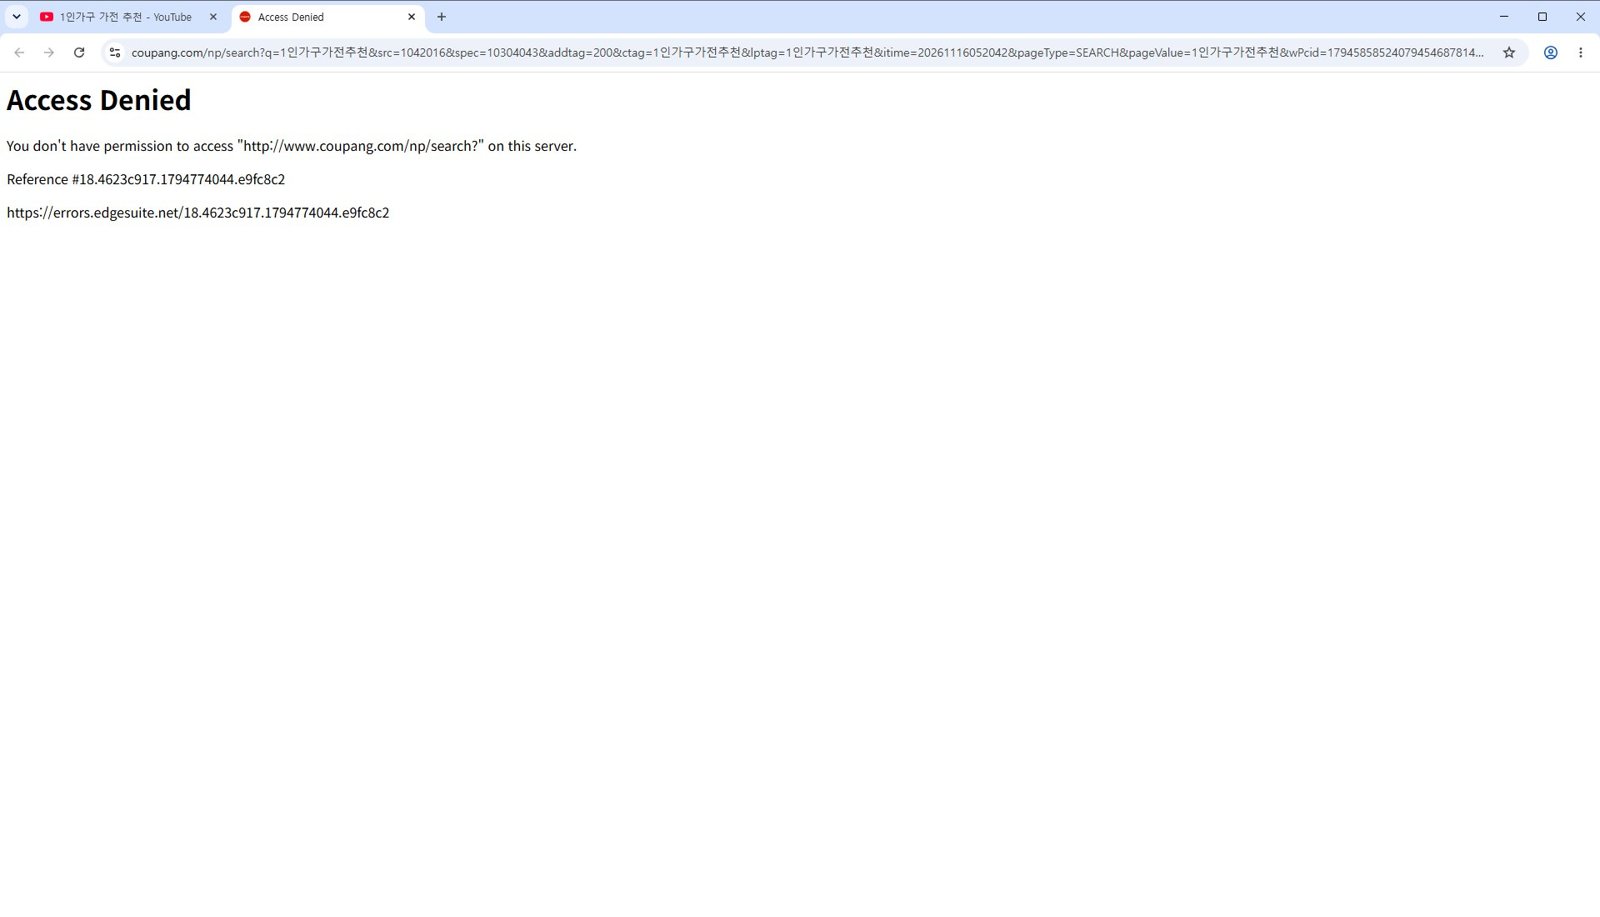 1인가구 가전 추천 - YouTube
Access Denied
coupang.com/np/search?q=1인가구가전추천&src=1042016&spec=10304043&addtag=200&ctag=1인가구가전추천&lptag=1인가구가전추천&itime=20261116052042&pageType=SEARCH&pageValue=1인가구가전추천&wPcid=17945858524079454687814...
Access Denied
You don't have permission to access "http://www.coupang.com/np/search?" on this server.
Reference #18.4623c917.1794774044.e9fc8c2
https://errors.edgesuite.net/18.4623c917.1794774044.e9fc8c2